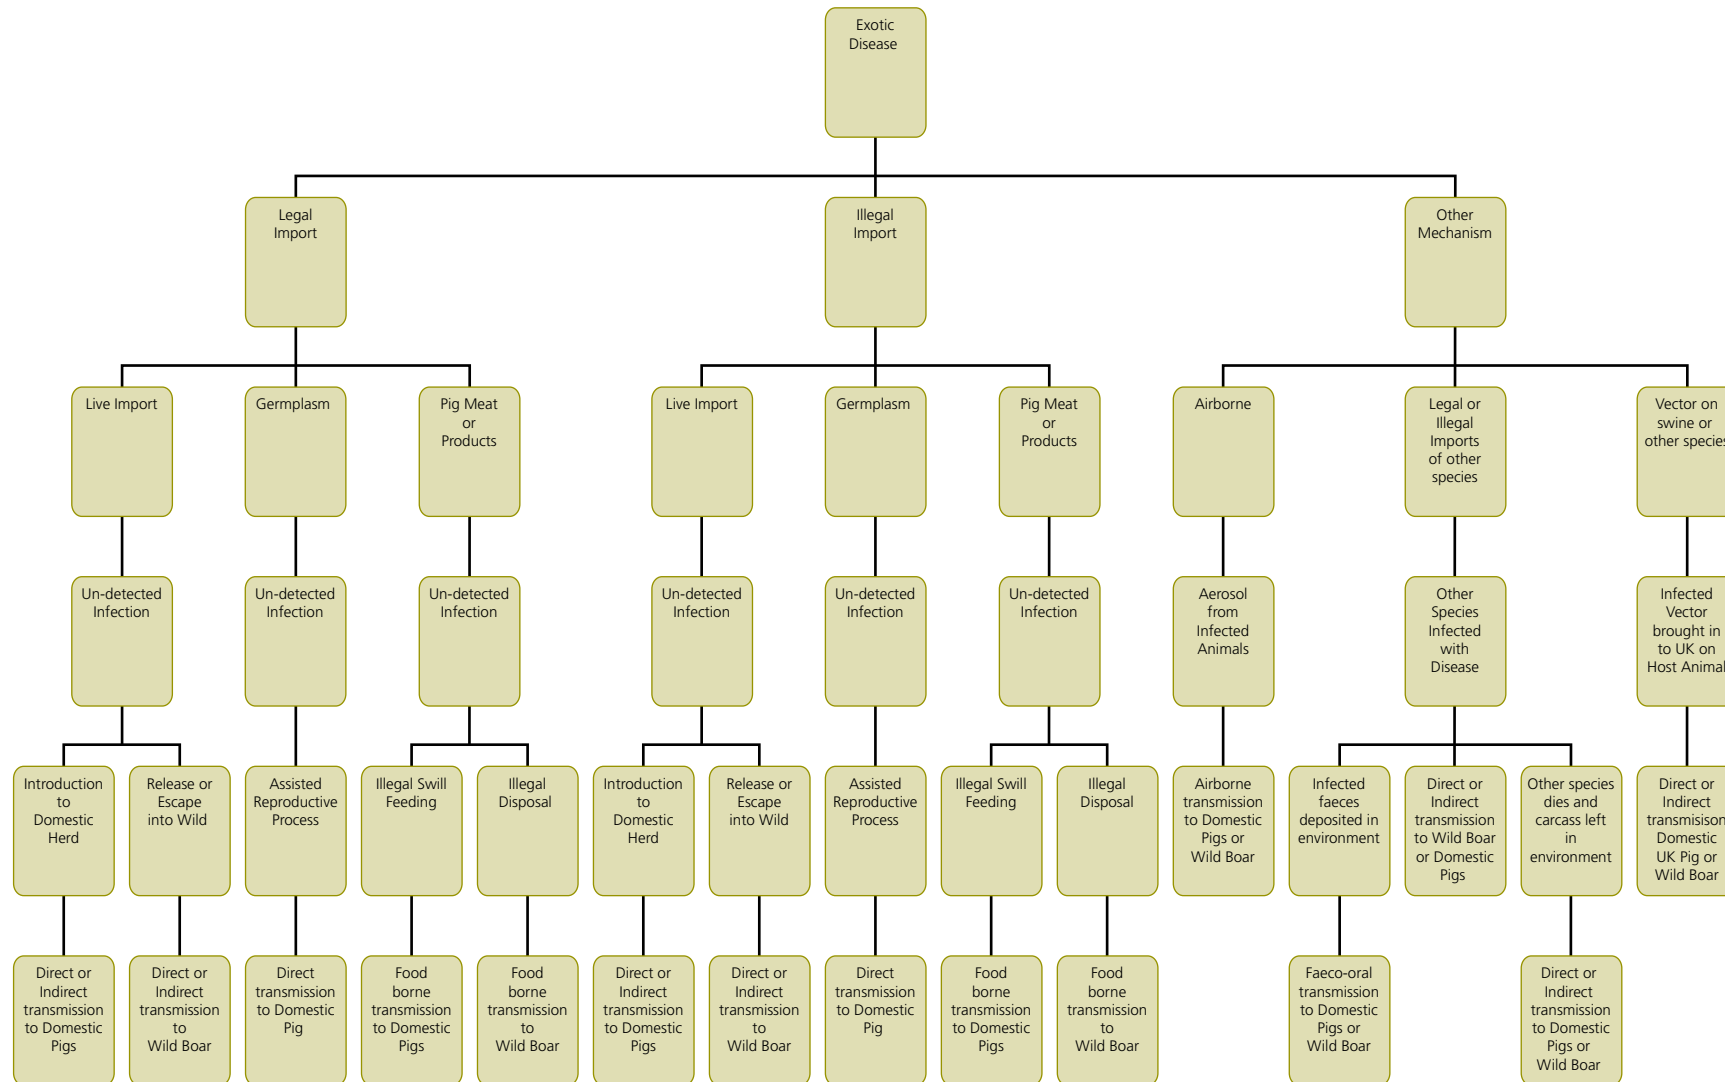 Exotic
Disease
Legal
Import
Illegal
Import
Other
Mechanism
Live Import
Germplasm
Pig Meat
or
Products
Live Import
Germplasm
Pig Meat
or
Products
Airborne
Legal or
Illegal
Imports
of other
species
Vector on
swine or
other species
Un-detected
Infection
Un-detected
Infection
Un-detected
Infection
Un-detected
Infection
Un-detected
Infection
Un-detected
Infection
Aerosol
from
Infected
Animals
Other
Species
Infected
with
Disease
Infected
Vector
brought in
to UK on
Host Animal
Introduction
to
Domestic
Herd
Release or
Escape
into Wild
Assisted
Reproductive
Process
Illegal Swill
Feeding
Illegal
Disposal
Introduction
to
Domestic
Herd
Release or
Escape
into Wild
Assisted
Reproductive
Process
Illegal Swill
Feeding
Illegal
Disposal
Airborne
transmission
to Domestic
Pigs or
Wild Boar
Infected
faeces
deposited in
environment
Direct or
Indirect
transmission
to Wild Boar
or Domestic
Pigs
Other species
dies and
carcass left
in
environment
Direct or
Indirect
transmisison
Domestic
UK Pig or
Wild Boar
Direct or
Indirect
transmission
to Domestic
Pigs
Direct or
Indirect
transmission
to
Wild Boar
Direct
transmission
to Domestic
Pig
Food
borne
transmission
to Domestic
Pigs
Food
borne
transmission
to
Wild Boar
Direct or
Indirect
transmission
to Domestic
Pigs
Direct or
Indirect
transmission
to
Wild Boar
Direct
transmission
to Domestic
Pig
Food
borne
transmission
to Domestic
Pigs
Food
borne
transmission
to
Wild Boar
Faeco-oral
transmission
to Domestic
Pigs or
Wild Boar
Direct or
Indirect
transmission
to Domestic
Pigs or
Wild Boar